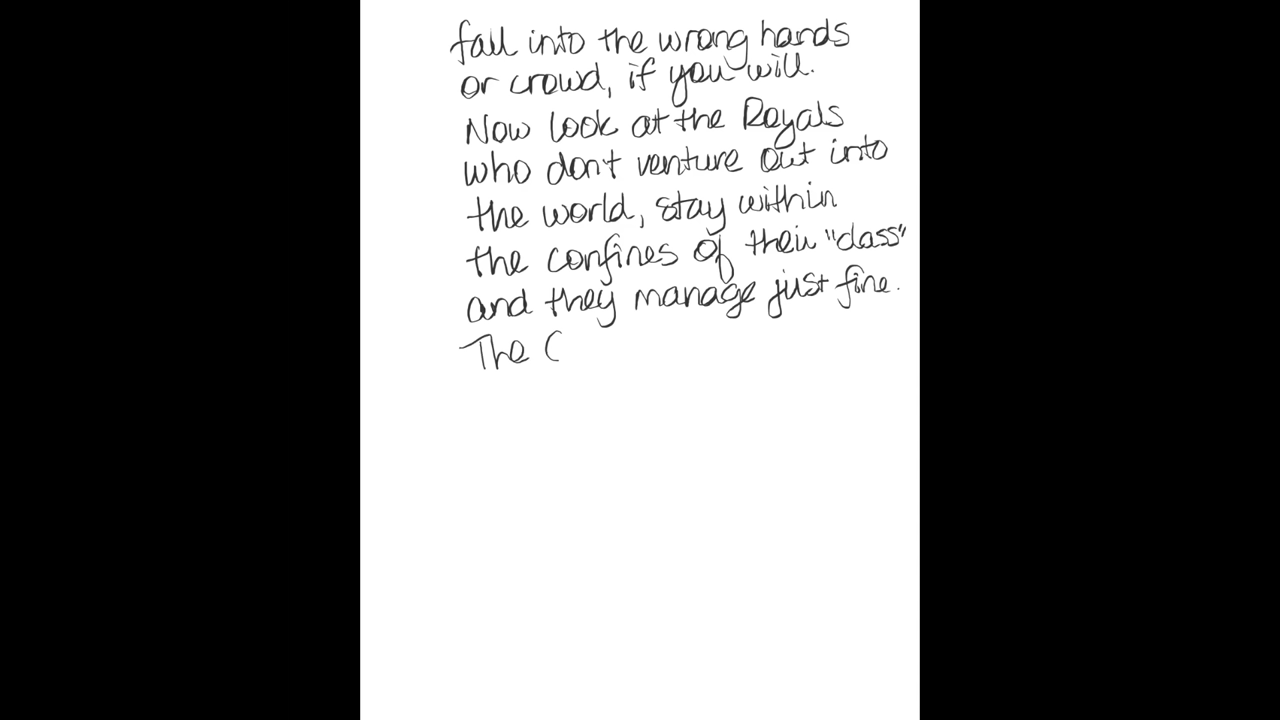 fall into the wrong hands
or crowd, if you will.
Now look at the Royals
who don't venture out into
the world, stay within
the confines of their "class"
and they manage just fine.
The (